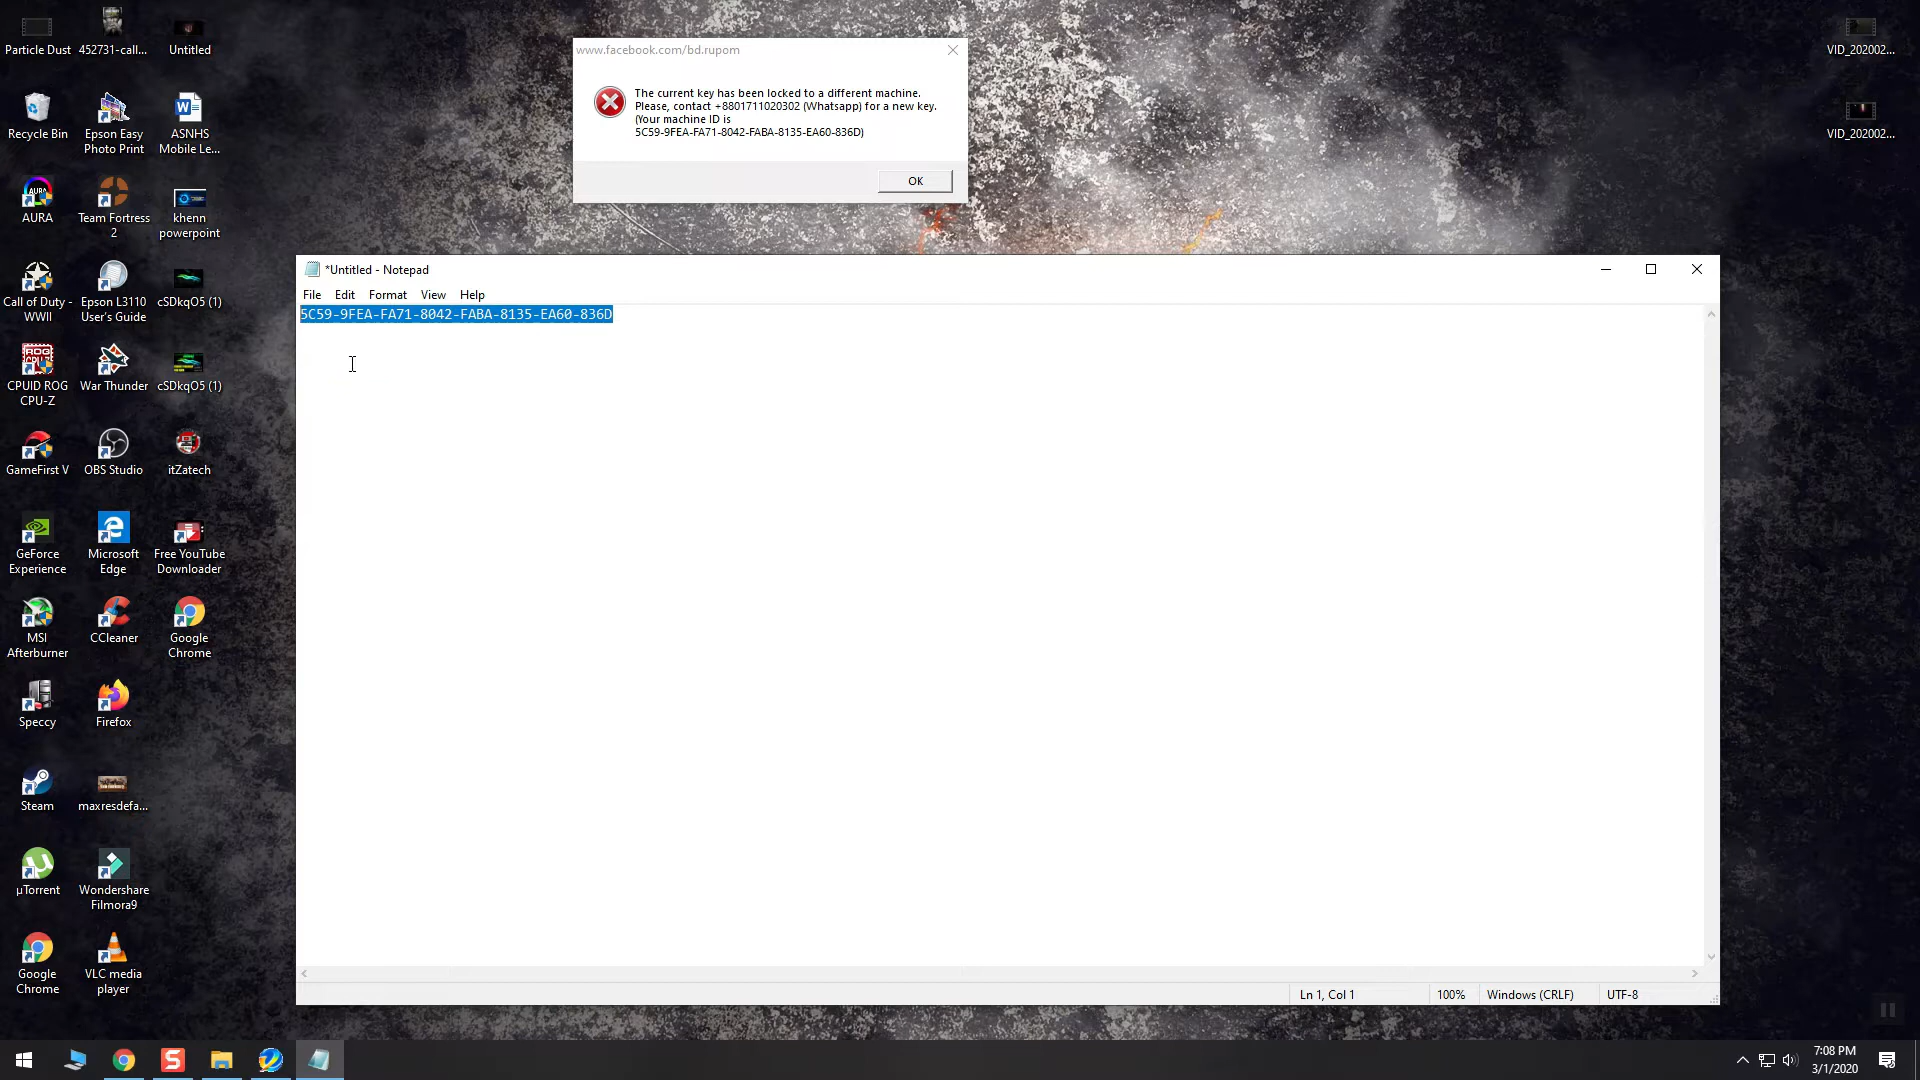 Particle Dust
452731-call...
Untitled
Recycle Bin
Epson Easy
Photo Print
ASNHS
Mobile Le...
AURA
Team Fortress
2
khenn
powerpoint
Call of Duty -
WWII
Epson L3110
User's Guide
cSDkqO5 (1)
CPUID ROG
CPU-Z
War Thunder
cSDkqO5 (1)
GameFirst V
OBS Studio
itZatech
GeForce
Experience
Microsoft
Edge
Free YouTube
Downloader
MSI
Afterburner
CCleaner
Google
Chrome
Speccy
Firefox
Steam
maxresdefa...
µTorrent
Wondershare
Filmora9
Google
Chrome
VLC media
player
www.facebook.com/bd.rupom
The current key has been locked to a different machine.
Please, contact +8801711020302 (Whatsapp) for a new key.
(Your machine ID is
5C59-9FEA-FA71-8042-FABA-8135-EA60-836D)
OK
*Untitled - Notepad
File Edit Format View Help
5C59-9FEA-FA71-8042-FABA-8135-EA60-836D
Ln 1, Col 1
100%
Windows (CRLF)
UTF-8
VID_202002...
VID_202002...
7:08 PM
3/1/2020